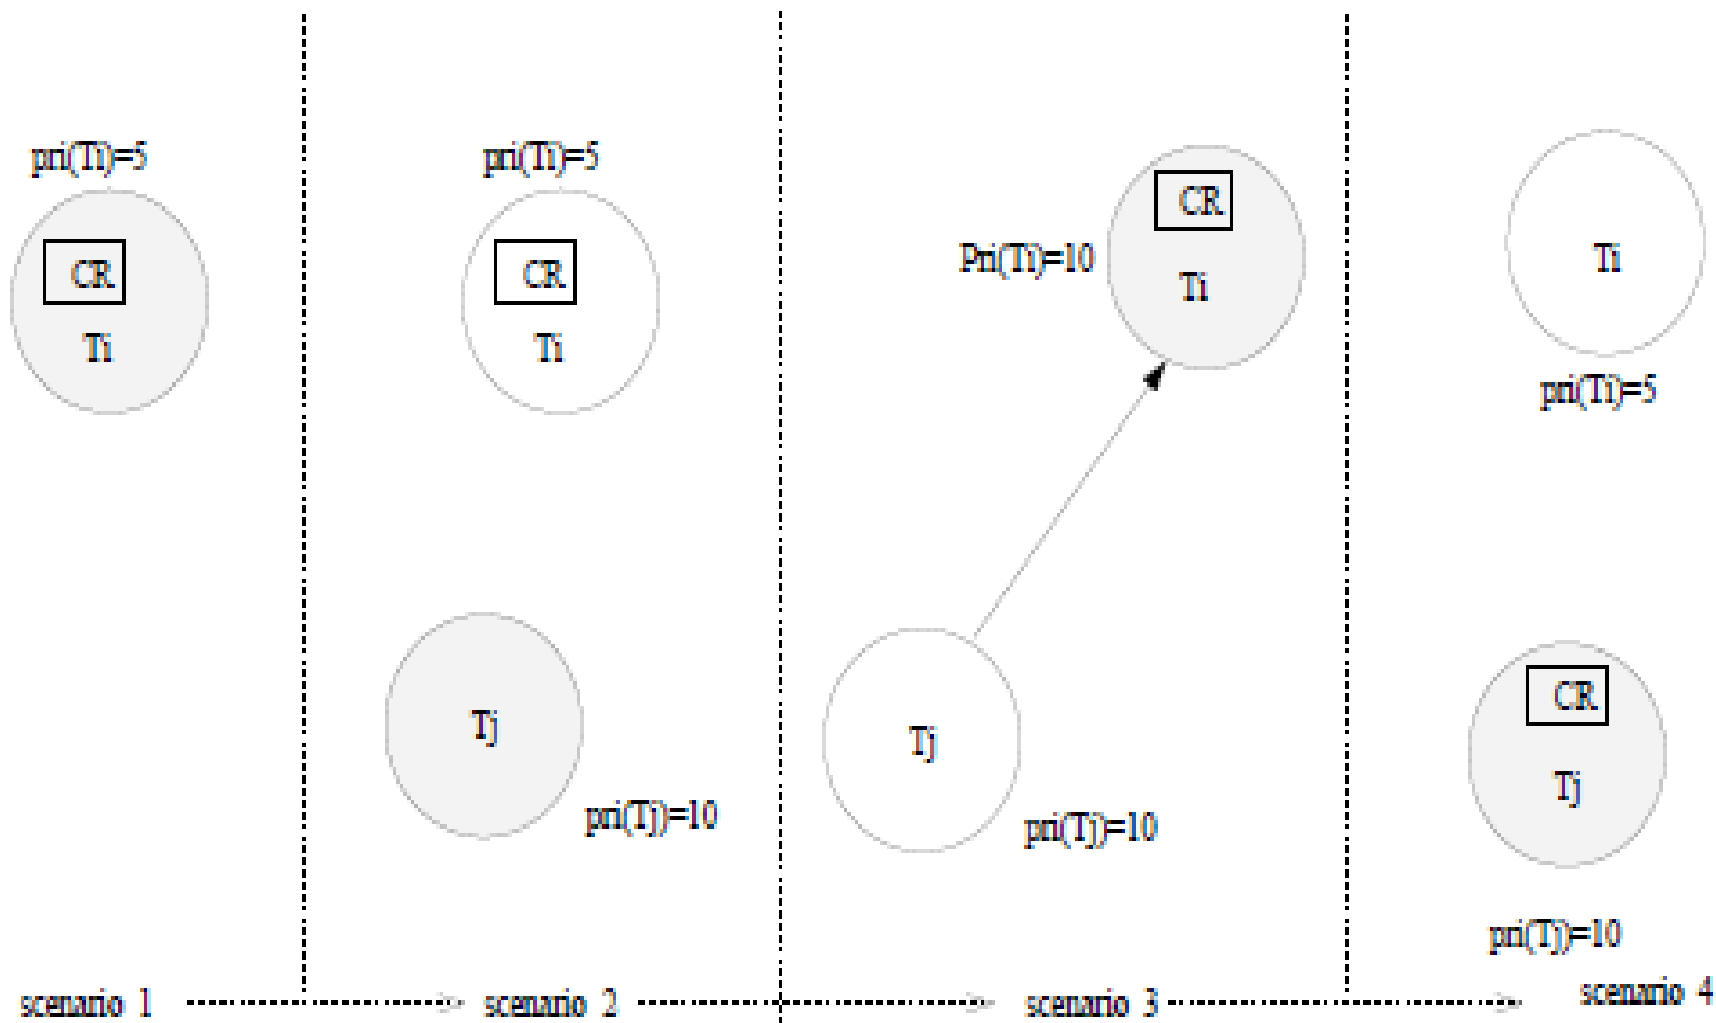 pri(Ti)=5
CR
Ti
scenario 1
pri(Ti)=5
CR
Ti
Tj
pri(Tj)=10
scenario 2
CR
Pri(Ti)=10
Ti
Tj
pri(Tj)=10
scenario 3
Ti
pri(Ti)=5
CR
Tj
pri(Tj)=10
scenario 4